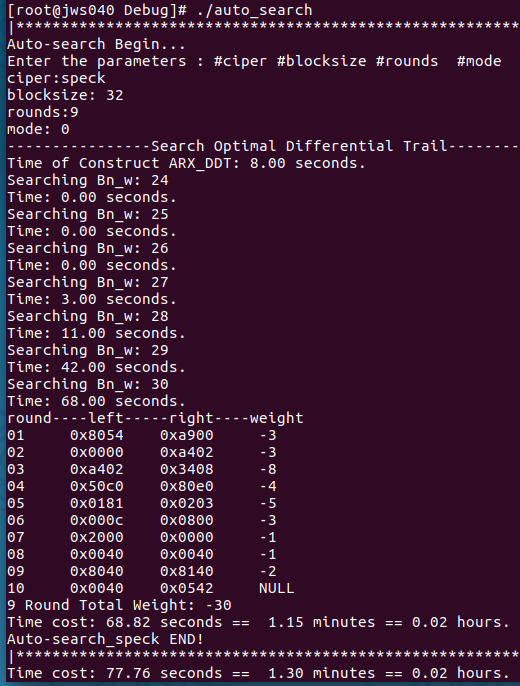 [root@jws040 Debug]# ./auto_search
|********************************************************
Auto-search Begin...
Enter the parameters : #ciper #blocksize #rounds  #mode
ciper:speck
blocksize: 32
rounds:9
mode: 0
----------------Search Optimal Differential Trail--------
Time of Construct ARX_DDT: 8.00 seconds.
Searching Bn_w: 24
Time: 0.00 seconds.
Searching Bn_w: 25
Time: 0.00 seconds.
Searching Bn_w: 26
Time: 0.00 seconds.
Searching Bn_w: 27
Time: 3.00 seconds.
Searching Bn_w: 28
Time: 11.00 seconds.
Searching Bn_w: 29
Time: 42.00 seconds.
Searching Bn_w: 30
Time: 68.00 seconds.
round----left-----right----weight
01     0x8054    0xa900     -3
02     0x0000    0xa402     -3
03     0xa402    0x3408     -8
04     0x50c0    0x80e0     -4
05     0x0181    0x0203     -5
06     0x000c    0x0800     -3
07     0x2000    0x0000     -1
08     0x0040    0x0040     -1
09     0x8040    0x8140     -2
10     0x0040    0x0542     NULL
9 Round Total Weight: -30
Time cost: 68.82 seconds ==  1.15 minutes == 0.02 hours.
Auto-search_speck END!
|********************************************************
Time cost: 77.76 seconds ==  1.30 minutes == 0.02 hours.